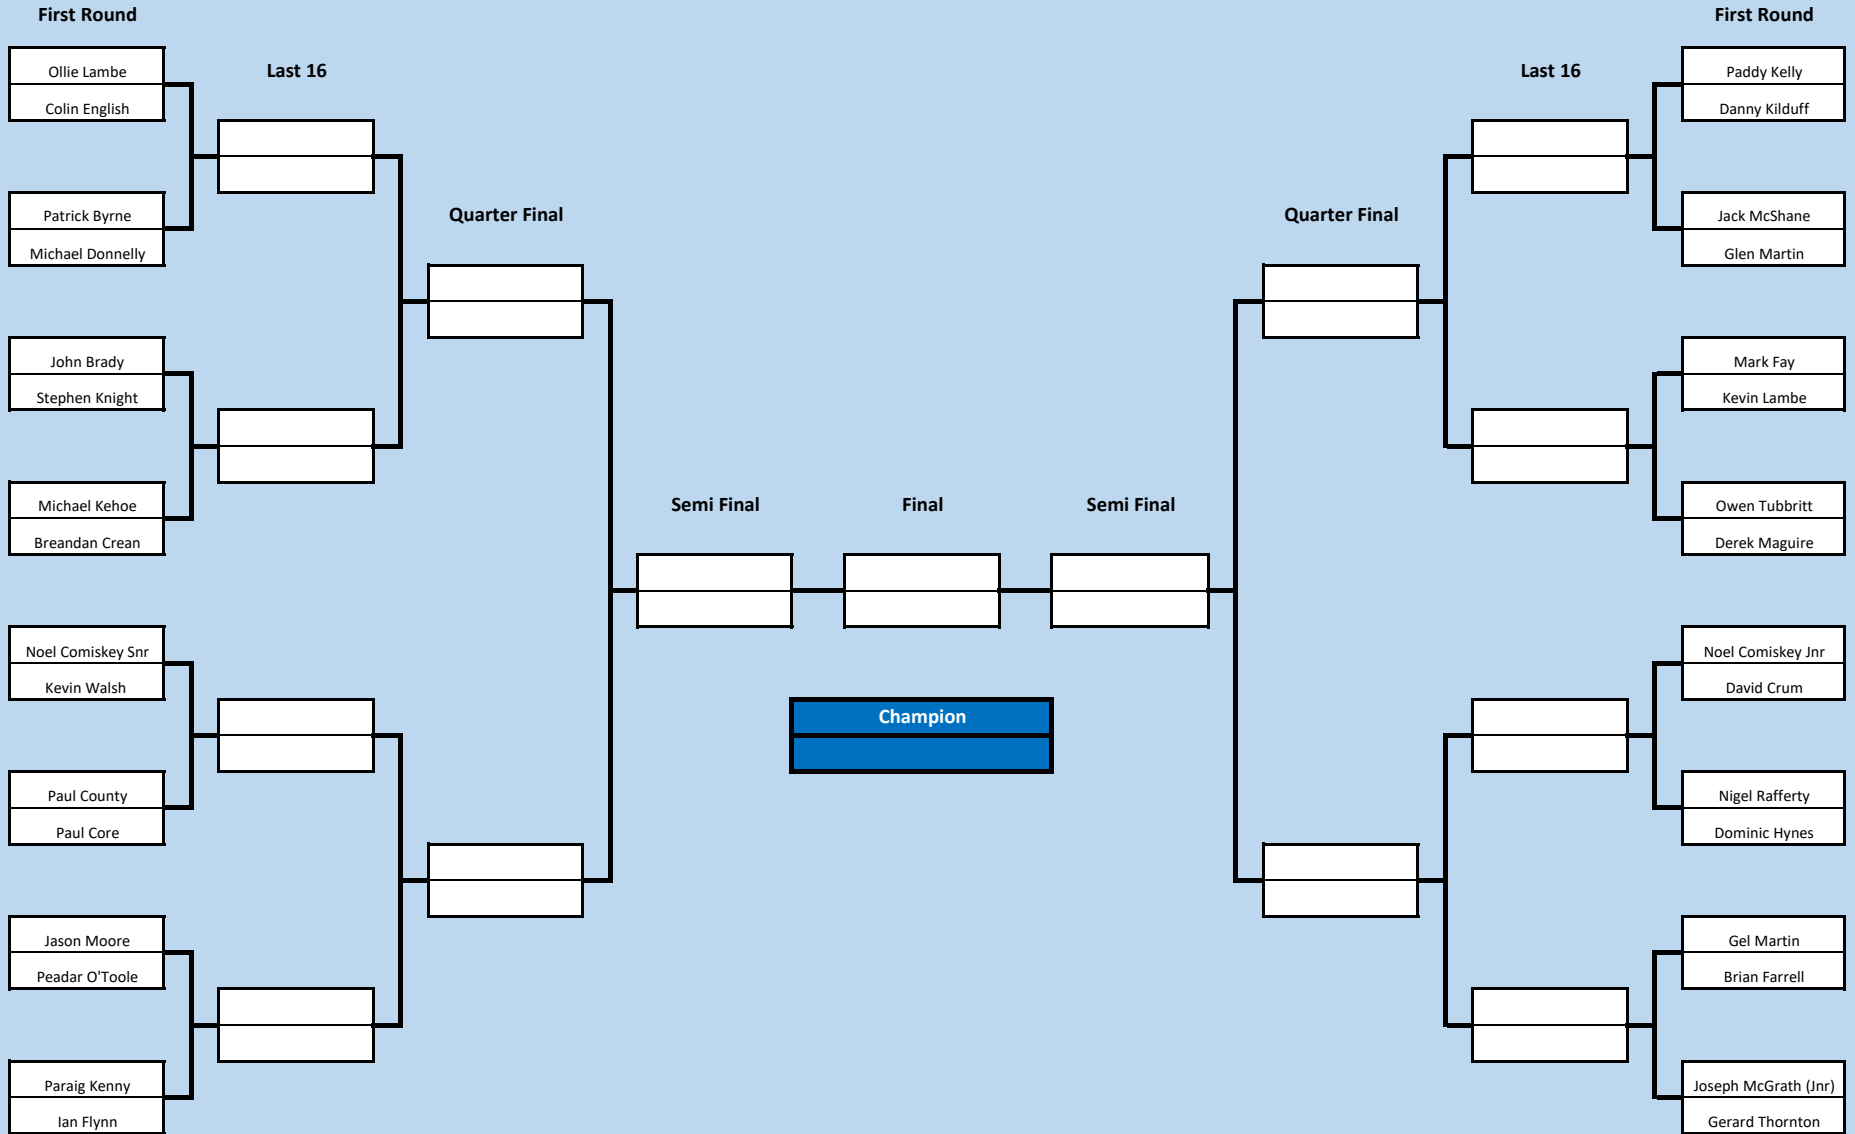 First Round
First Round
Ollie Lambe
Colin English
Last 16
Last 16
Paddy Kelly
Danny Kilduff
Patrick Byrne
Michael Donnelly
Quarter Final
Quarter Final
Jack McShane
Glen Martin
John Brady
Stephen Knight
Mark Fay
Kevin Lambe
Michael Kehoe
Breandan Crean
Semi Final
Final
Semi Final
Owen Tubbritt
Derek Maguire
Noel Comiskey Snr
Kevin Walsh
Noel Comiskey Jnr
David Crum
Champion
Paul County
Paul Core
Nigel Rafferty
Dominic Hynes
Jason Moore
Peadar O'Toole
Gel Martin
Brian Farrell
Paraig Kenny
Ian Flynn
Joseph McGrath (Jnr)
Gerard Thornton